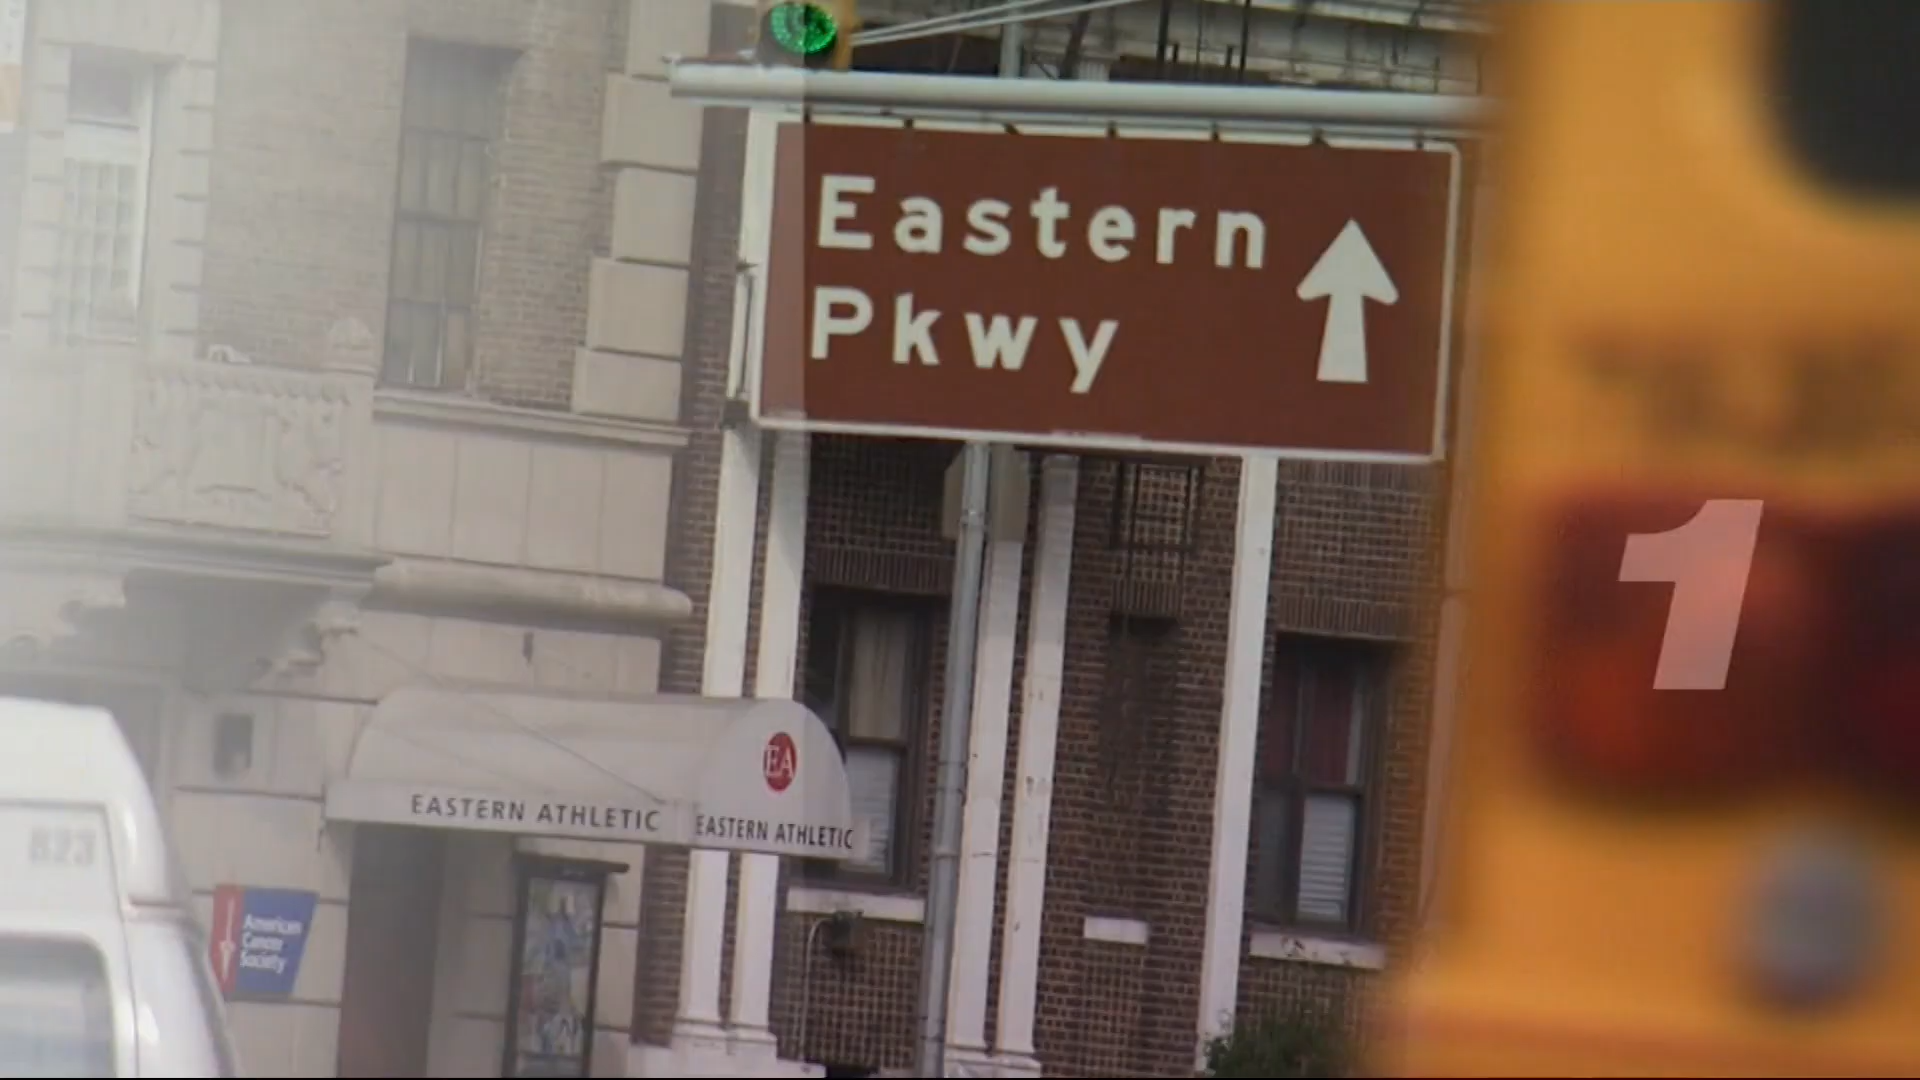 Eastern
Pkwy
1
EA
EASTERN ATHLETIC
EASTERN ATHLETIC
823
American
Cancer
Society